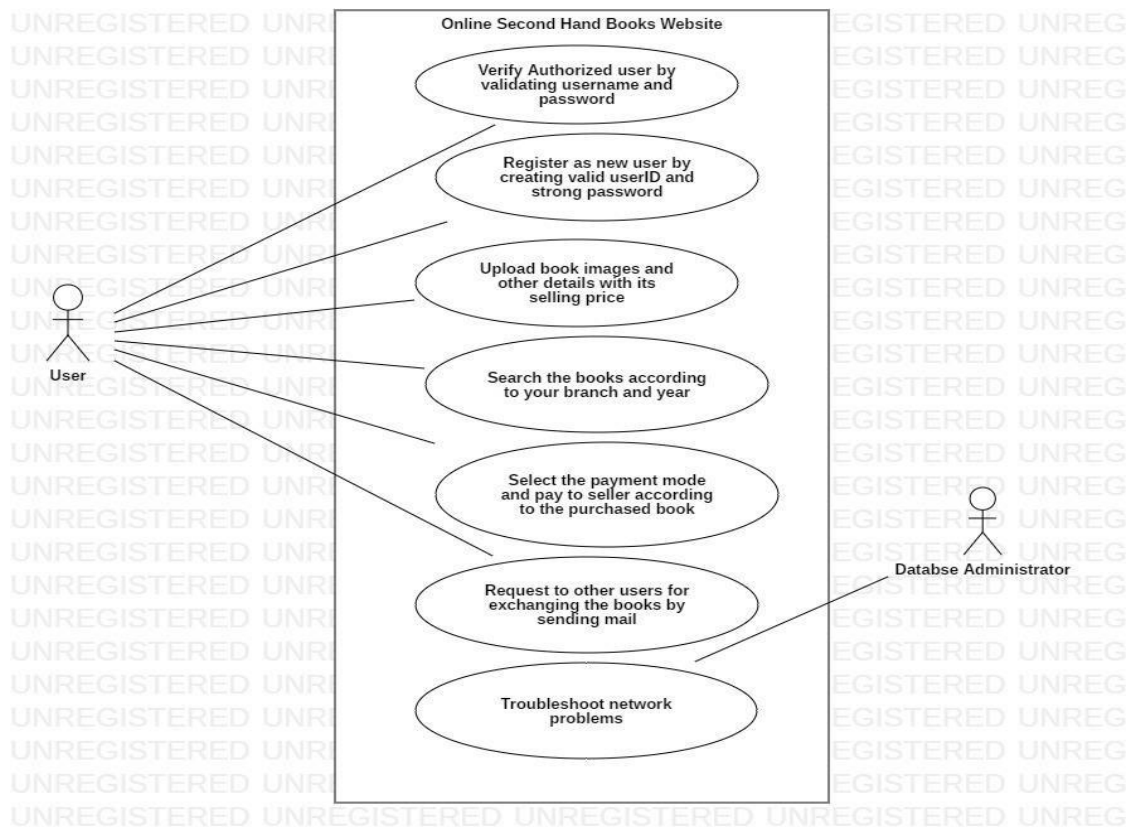 Online Second Hand Books Website
Verify Authorized user by
validating username and
password
Register as new user by
creating valid userID and
strong password
Upload book images and
other details with its
selling price
User
Search the books according
to your branch and year
Select the payment mode
and pay to seller according
to the purchased book
Databse Administrator
Request to other users for
exchanging the books by
sending mail
Troubleshoot network
problems
UNREGISTERED